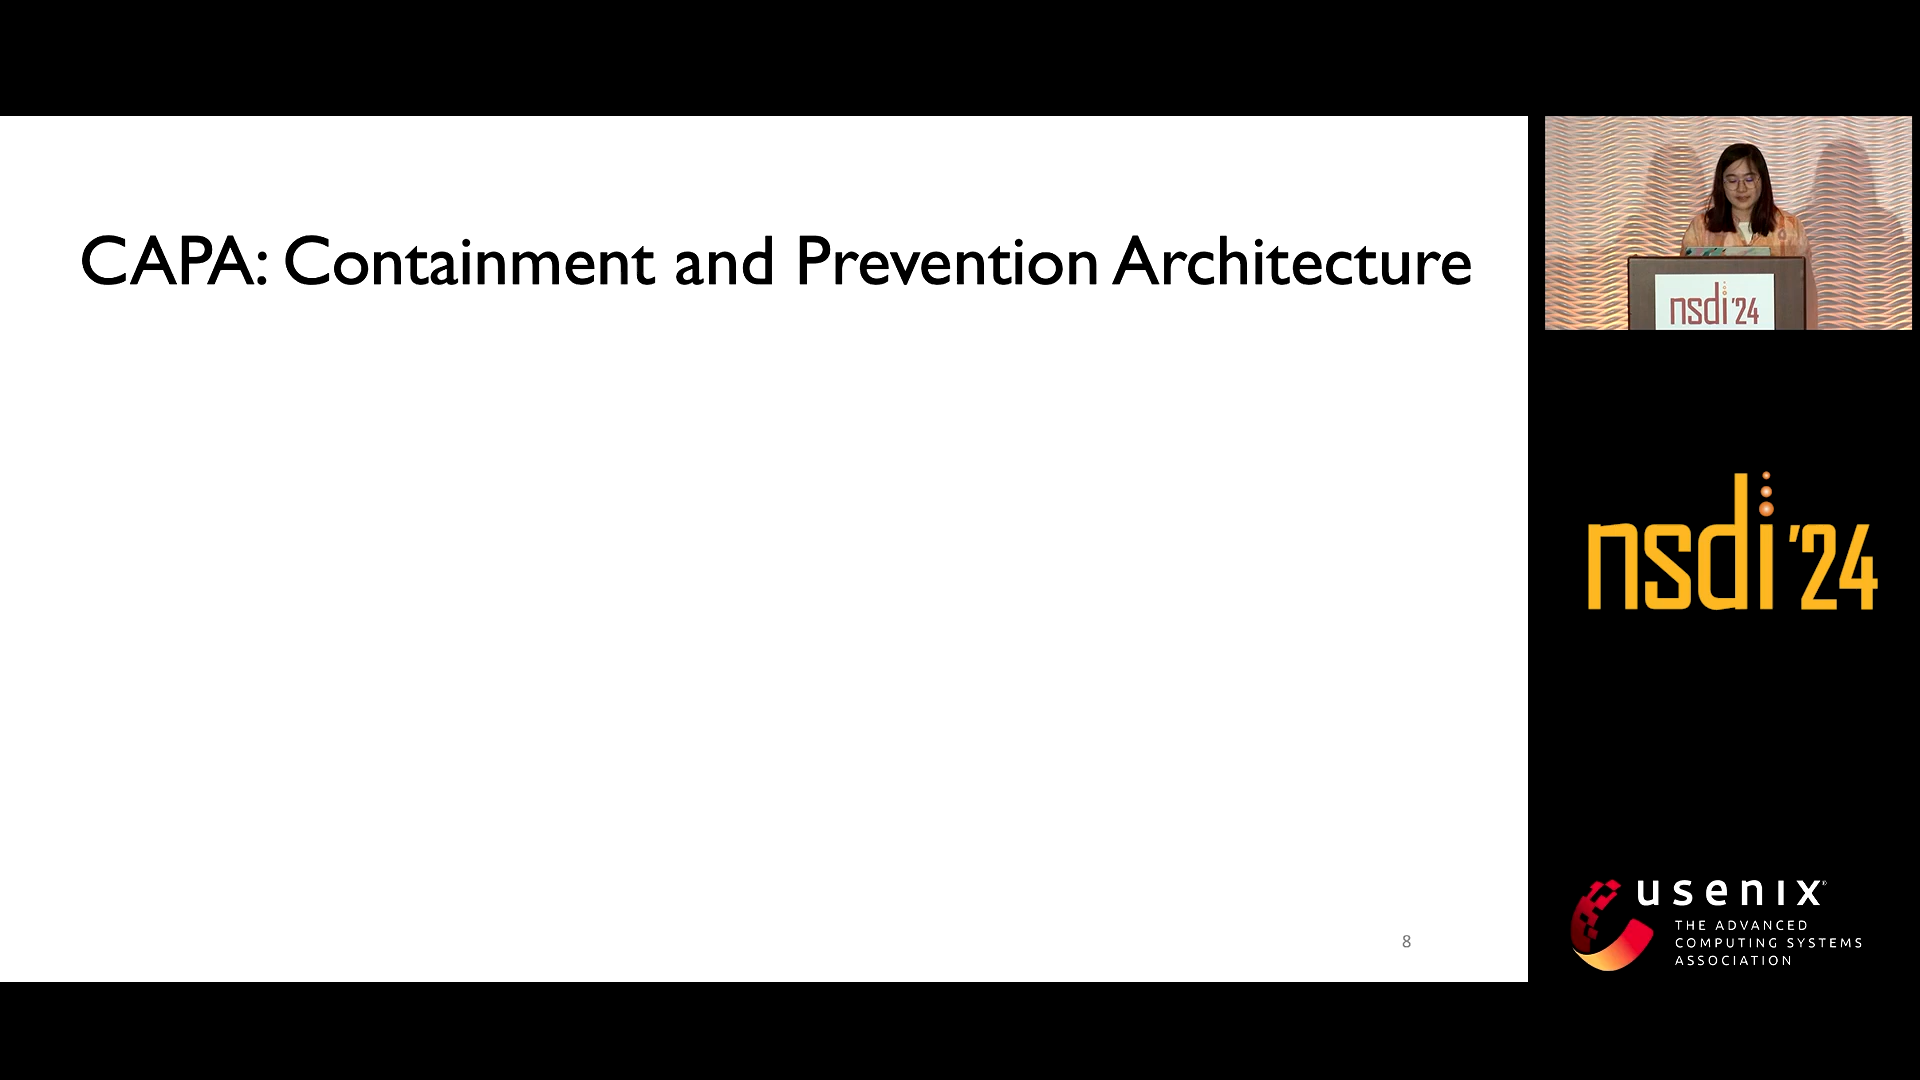 CAPA: Containment and Prevention Architecture
8
nsdi '24
nsdi '24
usenix®
THE ADVANCED
COMPUTING SYSTEMS
ASSOCIATION